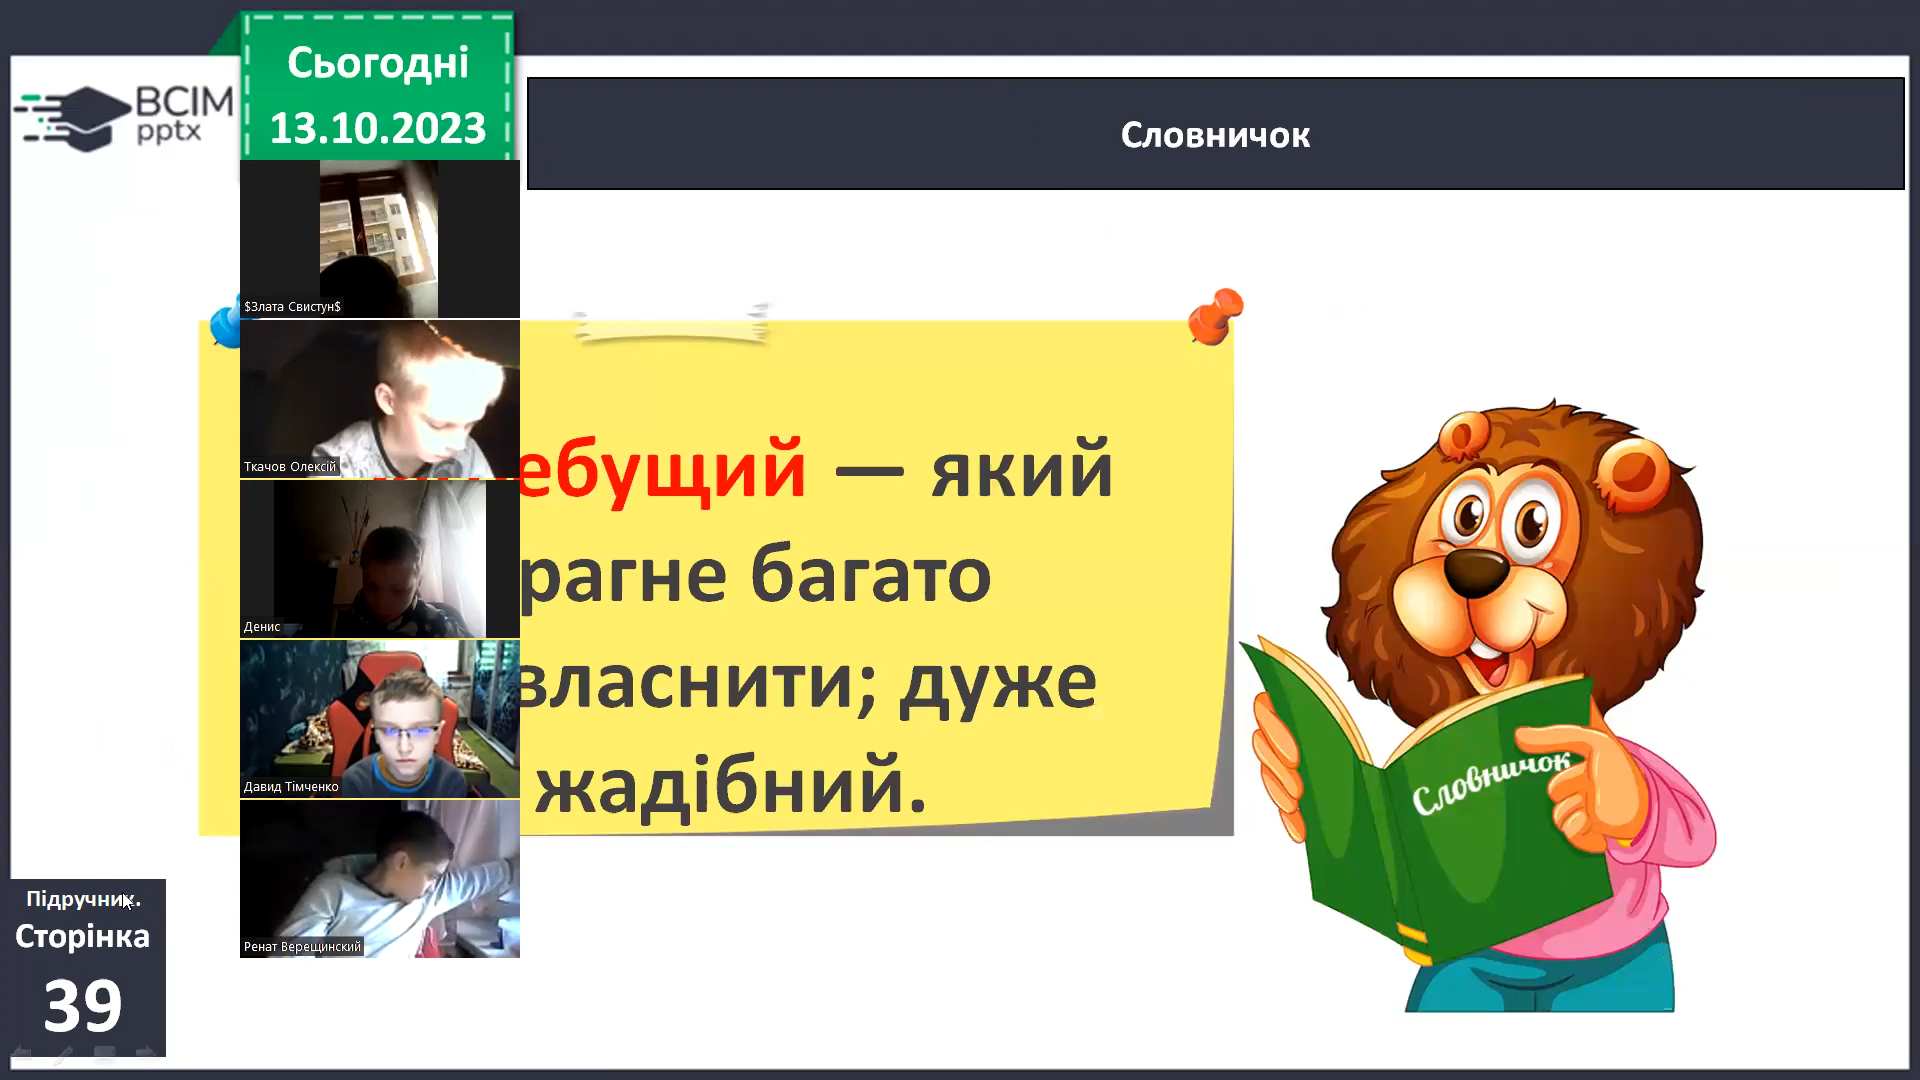 Сьогодні
13.10.2023
ВСІМ
pptx
Словничок
$Злата Свистун$
Ткачов Олексій
Денис
Давид Тімченко
Ренат Верещинский
ебущий — який
рагне багато
власнити; дуже
жадібний.
Словничок
Підручник.
Сторінка
39